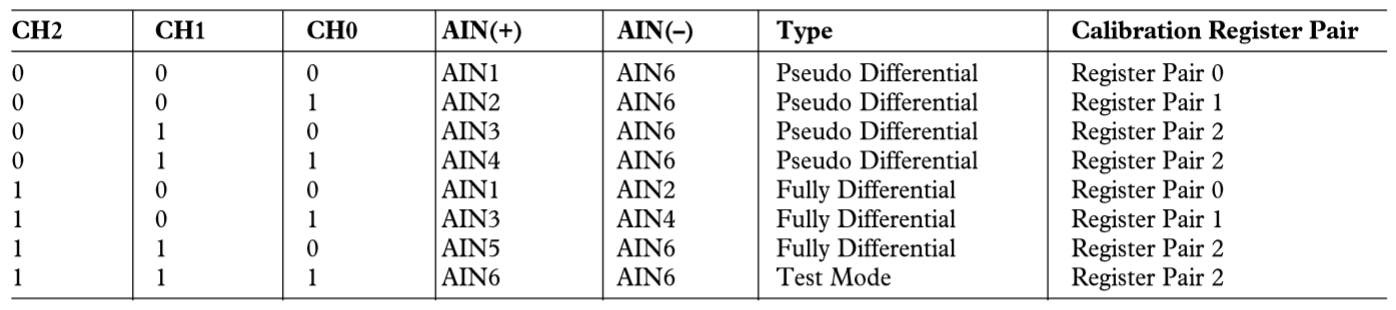 CH2 CH1 CH0 AIN(+) AIN(–) Type Calibration Register Pair
0 0 0 AIN1 AIN6 Pseudo Differential Register Pair 0
0 0 1 AIN2 AIN6 Pseudo Differential Register Pair 1
0 1 0 AIN3 AIN6 Pseudo Differential Register Pair 2
0 1 1 AIN4 AIN6 Pseudo Differential Register Pair 2
1 0 0 AIN1 AIN2 Fully Differential Register Pair 0
1 0 1 AIN3 AIN4 Fully Differential Register Pair 1
1 1 0 AIN5 AIN6 Fully Differential Register Pair 2
1 1 1 AIN6 AIN6 Test Mode Register Pair 2